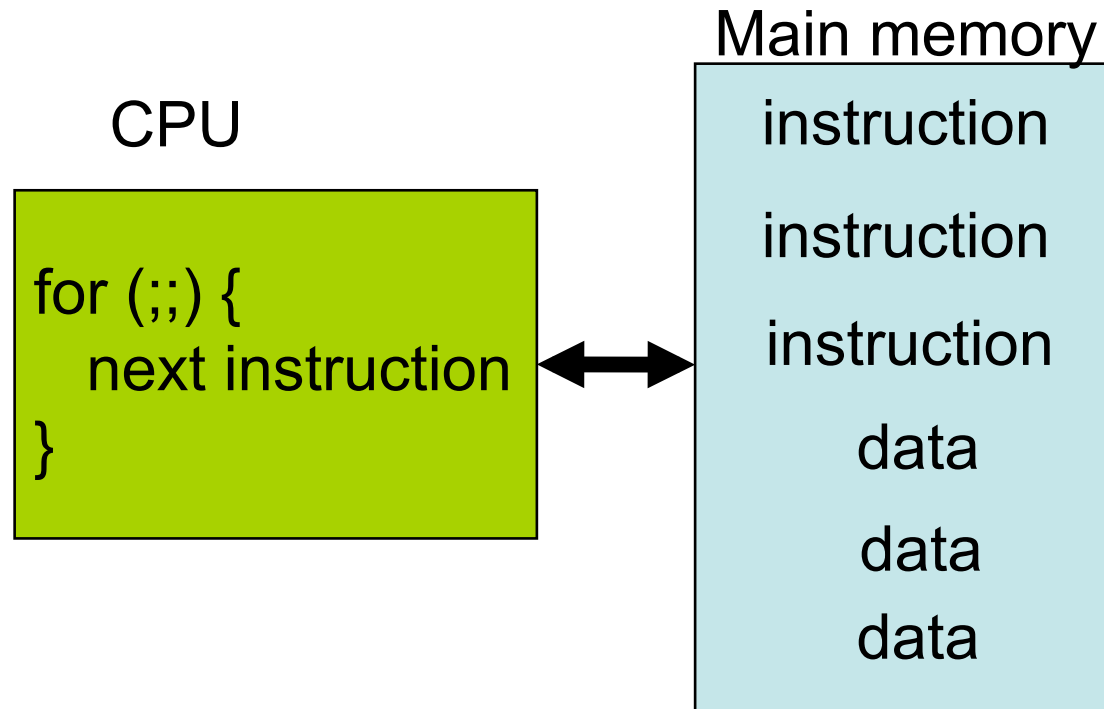 CPU
for (;;) {
next instruction
}
Main memory
instruction
instruction
instruction
data
data
data